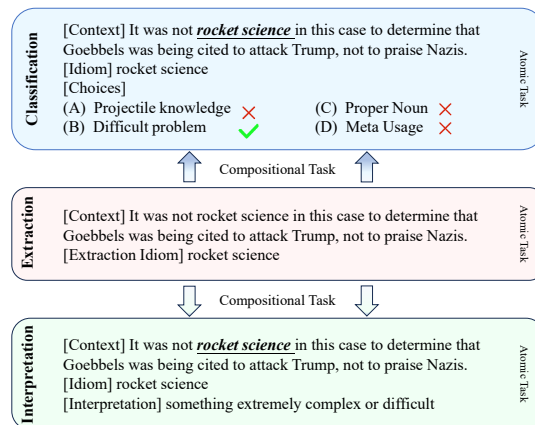 Classification
[Context] It was not rocket science in this case to determine that
Goebbels was being cited to attack Trump, not to praise Nazis.
[Idiom] rocket science
[Choices]
(A) Projectile knowledge
(C) Proper Noun
(B) Difficult problem
(D) Meta Usage
Atomic Task
Compositional Task
Extraction
[Context] It was not rocket science in this case to determine that
Goebbels was being cited to attack Trump, not to praise Nazis.
[Extraction Idiom] rocket science
Atomic Task
Compositional Task
Interpretation
[Context] It was not rocket science in this case to determine that
Goebbels was being cited to attack Trump, not to praise Nazis.
[Idiom] rocket science
[Interpretation] something extremely complex or difficult
Atomic Task